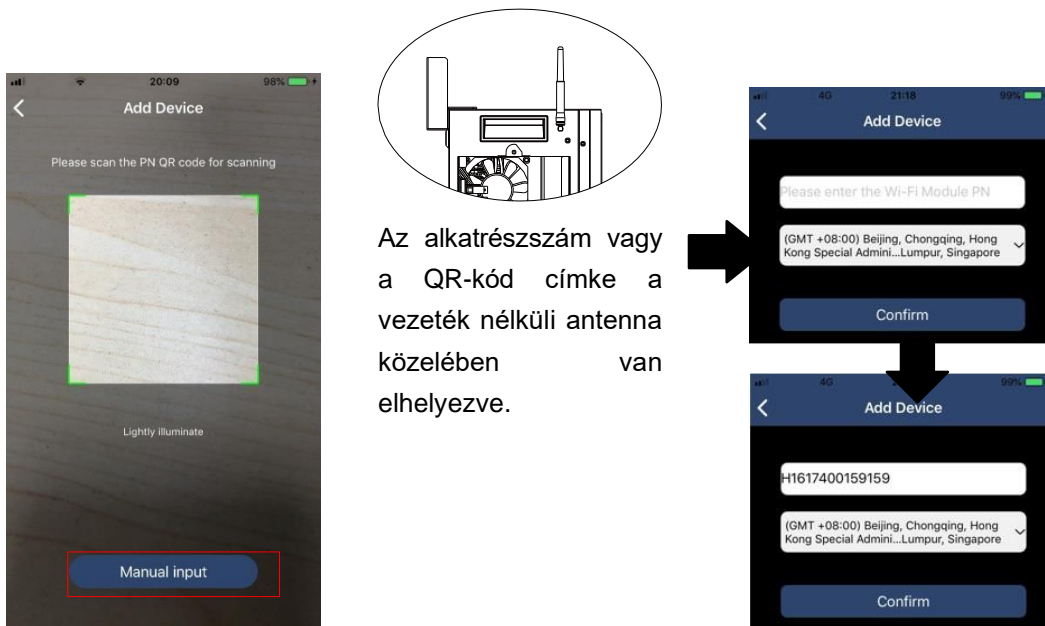 20:09
98%
Add Device
Please scan the PN QR code for scanning
Lightly illuminate
Manual input
Az alkatrészszám vagy
a QR-kód címke a
vezeték nélküli antenna
közelében van
elhelyezve.
4G 21:18 99%
Add Device
Please enter the Wi-Fi Module PN
(GMT +08:00) Beijing, Chongqing, Hong
Kong Special Admini...Lumpur, Singapore
Confirm
4G 99%
Add Device
H1617400159159
(GMT +08:00) Beijing, Chongqing, Hong
Kong Special Admini...Lumpur, Singapore
Confirm